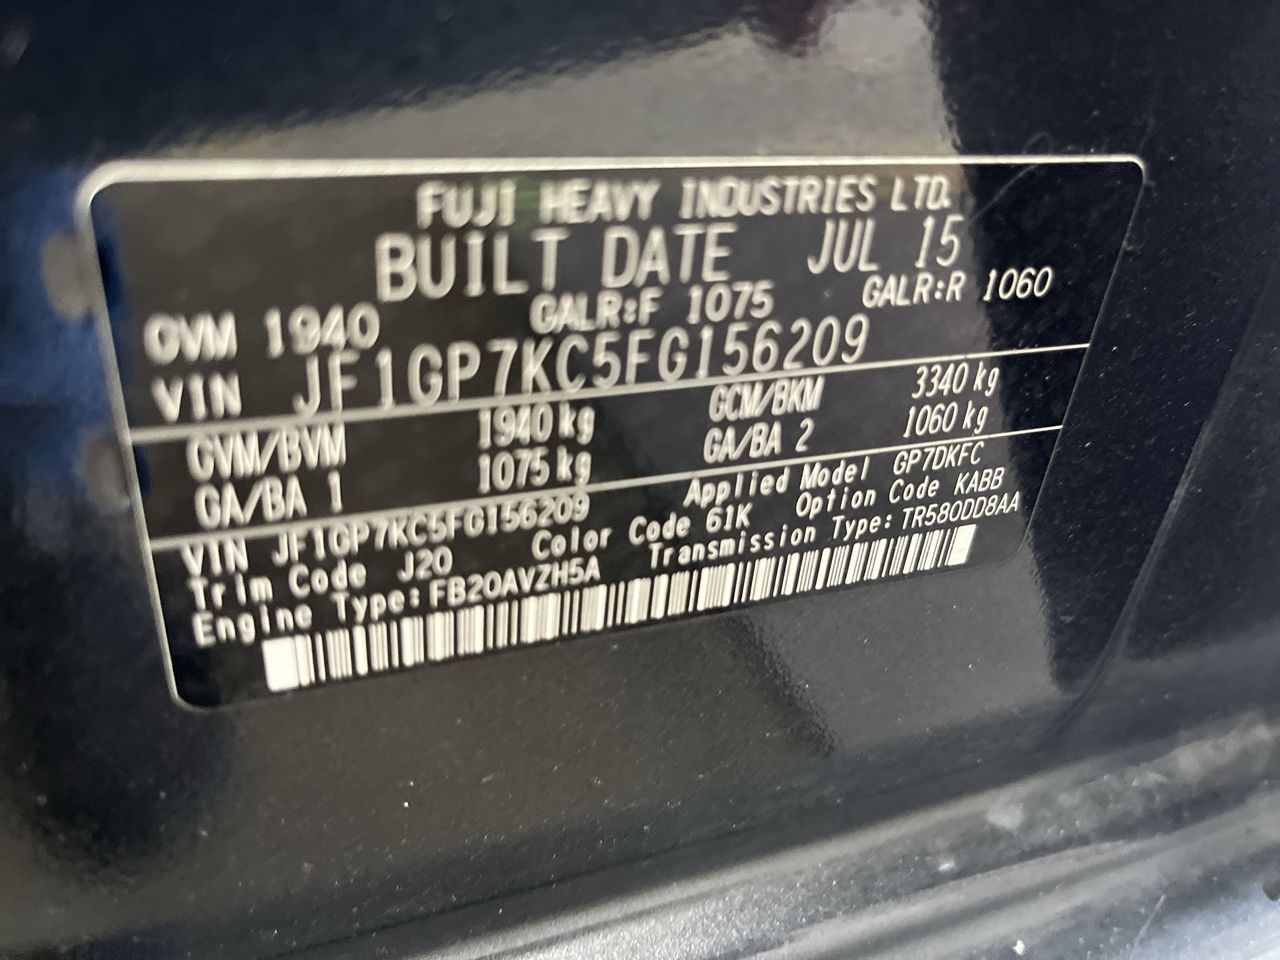 FUJI HEAVY INDUSTRIES LTD.
BUILT DATE JUL 15
GVM 1940 GALR:F 1075 GALR:R 1060
VIN JF1GP7KC5FG156209
GVM/BVM 1940 kg GCM/BKM 3340 kg
GA/BA 1 1075 kg GA/BA 2 1060 kg
VIN JF1GP7KC5FG156209 Applied Model GP7DKFC
Trim Code J20 Color Code 61K Option Code KABB
Engine Type: FB20AVZH5A Transmission Type: TR580DD8AA